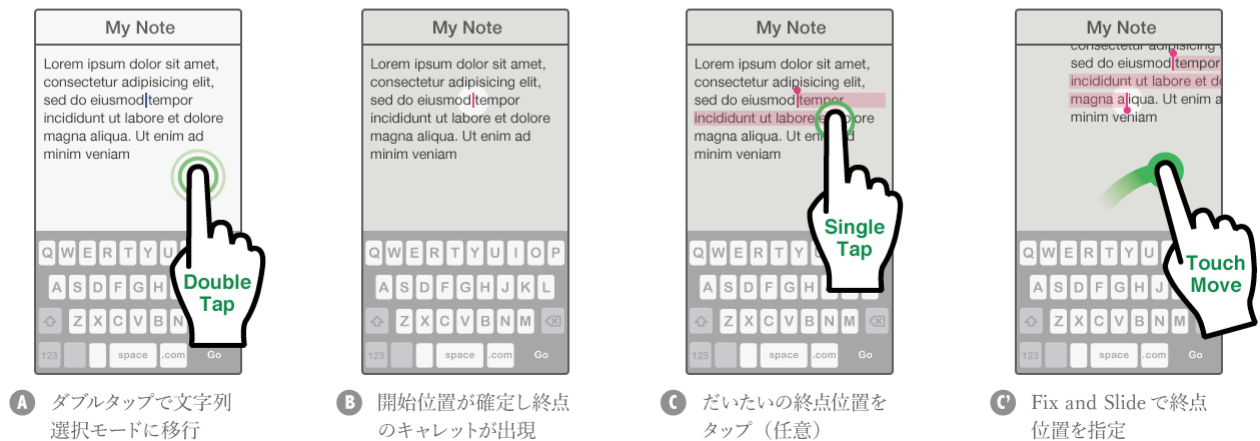 My Note
Lorem ipsum dolor sit amet,
consectetur adipisicing elit,
sed do eiusmod tempor
incididunt ut labore et dolore
magna aliqua. Ut enim ad
minim veniam
Q W E R T Y U
A S D F G H
Z X C V B N
123 space .com Go
Double
Tap
A ダブルタップで文字列
選択モードに移行
My Note
Lorem ipsum dolor sit amet,
consectetur adipisicing elit,
sed do eiusmod tempor
incididunt ut labore et dolore
magna aliqua. Ut enim ad
minim veniam
Q W E R T Y U I O P
A S D F G H J K L
Z X C V B N M
123 space .com Go
B 開始位置が確定し終点
のキャレットが出現
My Note
Lorem ipsum dolor sit amet,
consectetur adipisicing elit,
sed do eiusmod tempor
incididunt ut labore et dolore
magna aliqua. Ut enim ad
minim veniam
Q W E R T Y U
A S D F G H
Z X C V B N M
123 space .com Go
Single
Tap
C だいたいの終点位置を
タップ（任意）
My Note
consectetur adipisicing
sed do eiusmod tempor
incididunt ut labore et do
magna aliqua. Ut enim a
minim veniam
Q W E R T Y U
A S D F G H J
Z X C V B N M
123 space .com Go
Touch
Move
C' Fix and Slide で終点
位置を指定